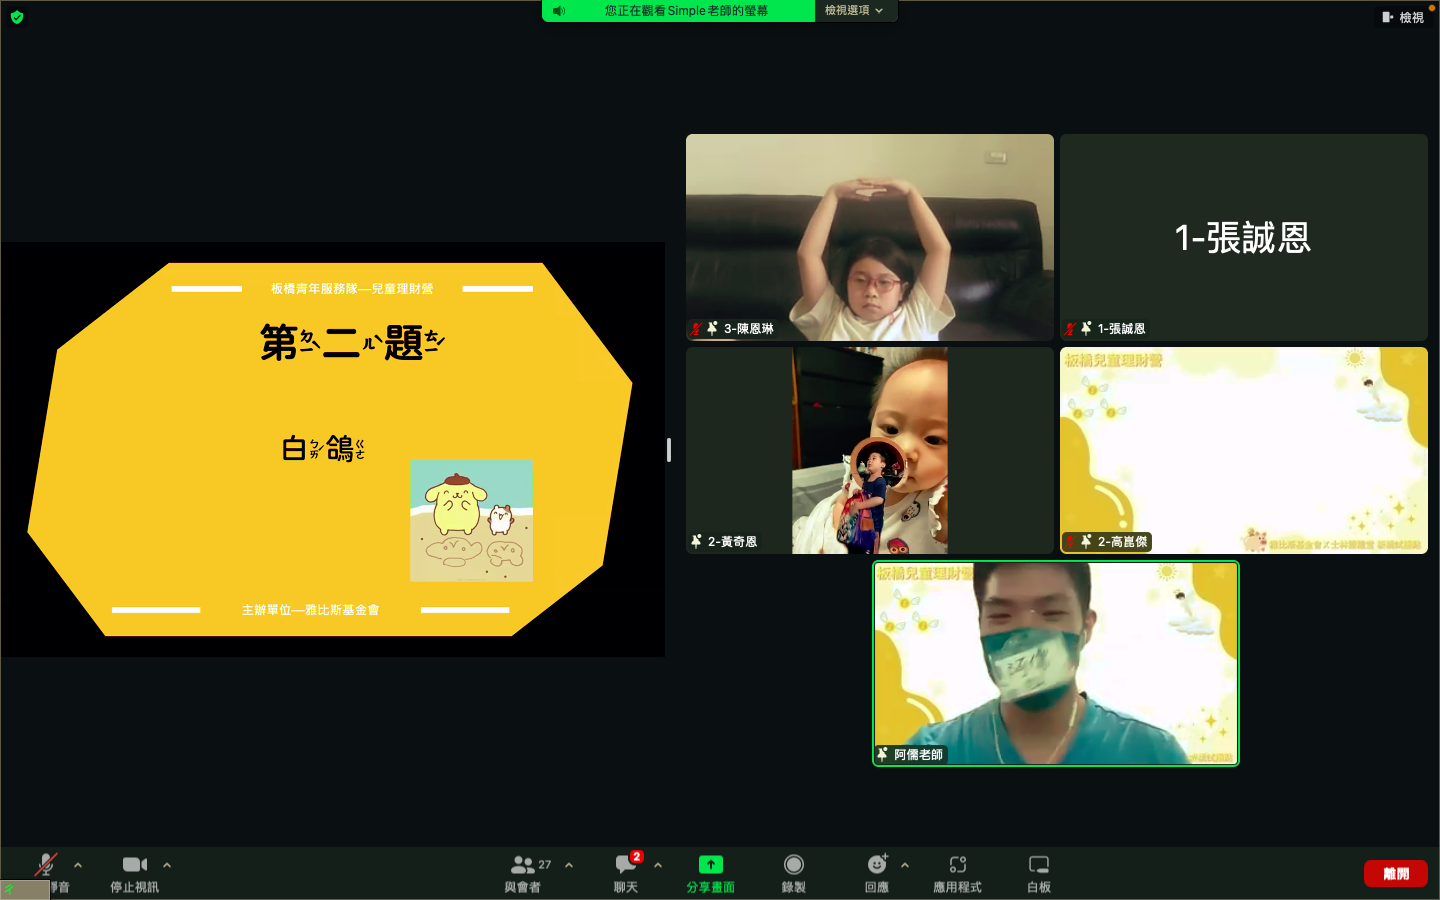 您正在觀看Simple老師的螢幕
檢視選項
檢視
板橋青年服務隊—兒童理財營
第ㄉㄧˋ二ㄦˋ題ㄊㄧˊ
白ㄅㄞˊ鴿ㄍㄜ
主辦單位—雅比斯基金會
3-陳恩琳
1-張誠恩
1-張誠恩
2-黃奇恩
板橋兒童理財營
2-高崑傑
板橋兒童理財營
阿儒老師
靜音
停止視訊
27
與會者
2
聊天
分享畫面
錄製
回應
應用程式
白板
離開